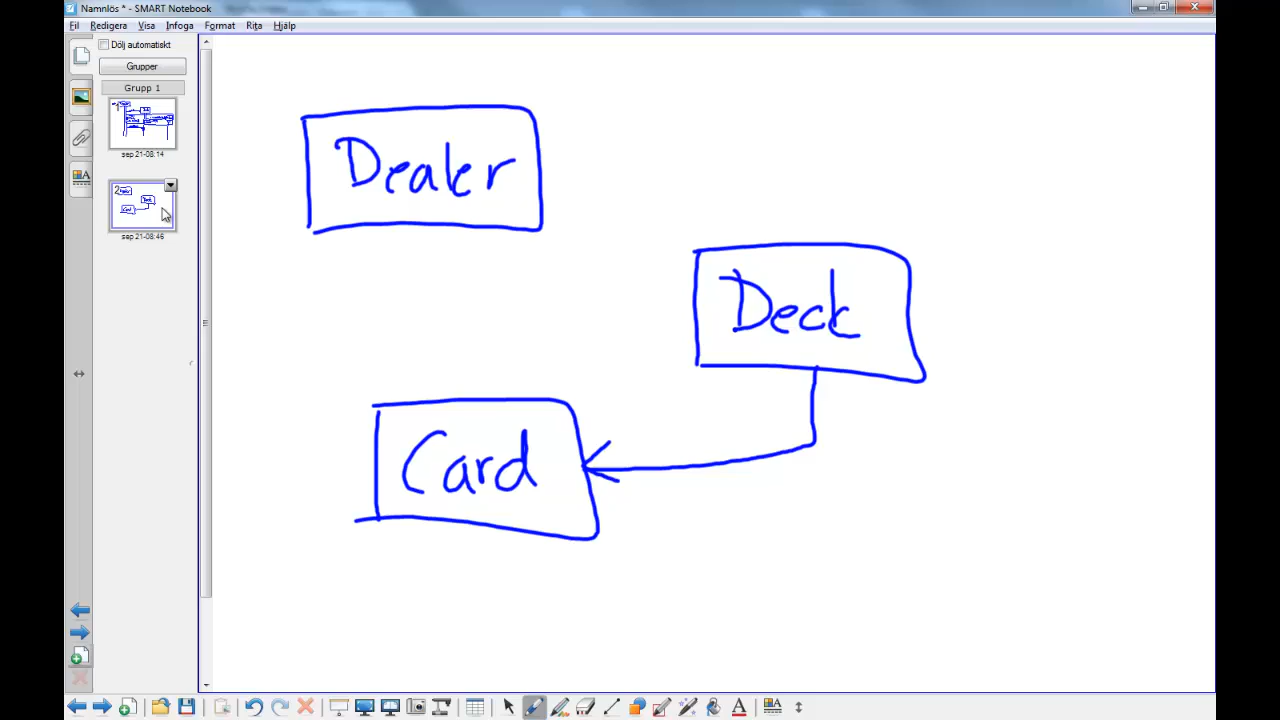 Namnlös * - SMART Notebook
Fil Redigera Visa Infoga Format Rita Hjälp
Dölj automatiskt
Grupper
Grupp 1
sep 21-08.14
sep 21-08.46
Dealer
Deck
Card